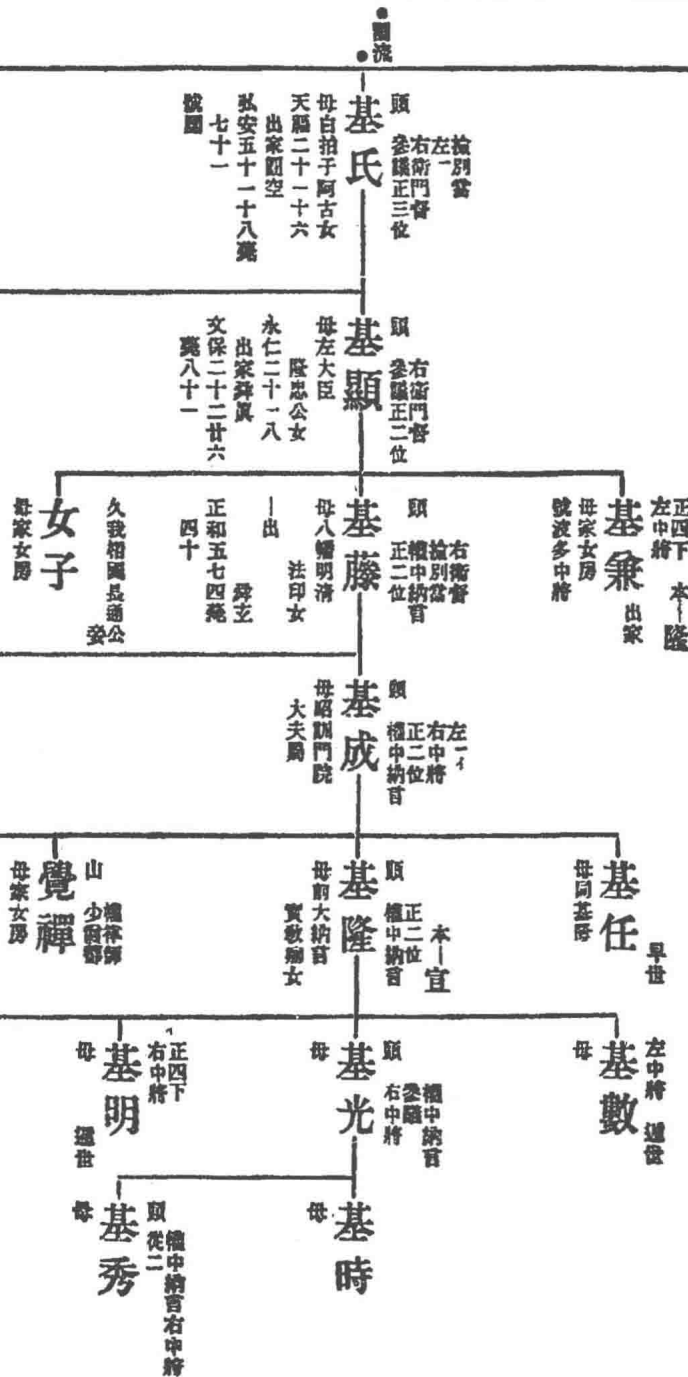 ●園流
基氏
頭
檢別當
左一
右衛門督
參議正三位
母白拍子阿古女
天福二十一十六
出家圓空
弘安五十一十八薨
七十一
號園
基顯
頭
右衛門督
參議正二位
母左大臣
隆忠公女
永仁二十一八
出家舜眞
文保二十二廿六
薨八十一
基兼
正四下 本ー隆
左中將
出家
母家女房
號波多中將
基藤
頭
右衛督
檢別當
權中納言
正二位
母八幡明清
法印女
ー出
舜玄
正和五七四薨
四十
女子
久我相國長通公
妾
母家女房
基成
頭
左一イ
右中將
正二位
權中納言
母昭訓門院
大夫局
基任
早世
母同基隆
基隆
頭
本ー宣
正二位
權中納言
母前大納言
實敎卿女
覺禪
山
權律師
少僧都
母家女房
基數
左中將 遁世
母
基光
頭
權中納言
參議
右中將
母
基明
正四下
右中將
遁世
母
基時
母
基秀
頭
權中納言右中將
從二
母